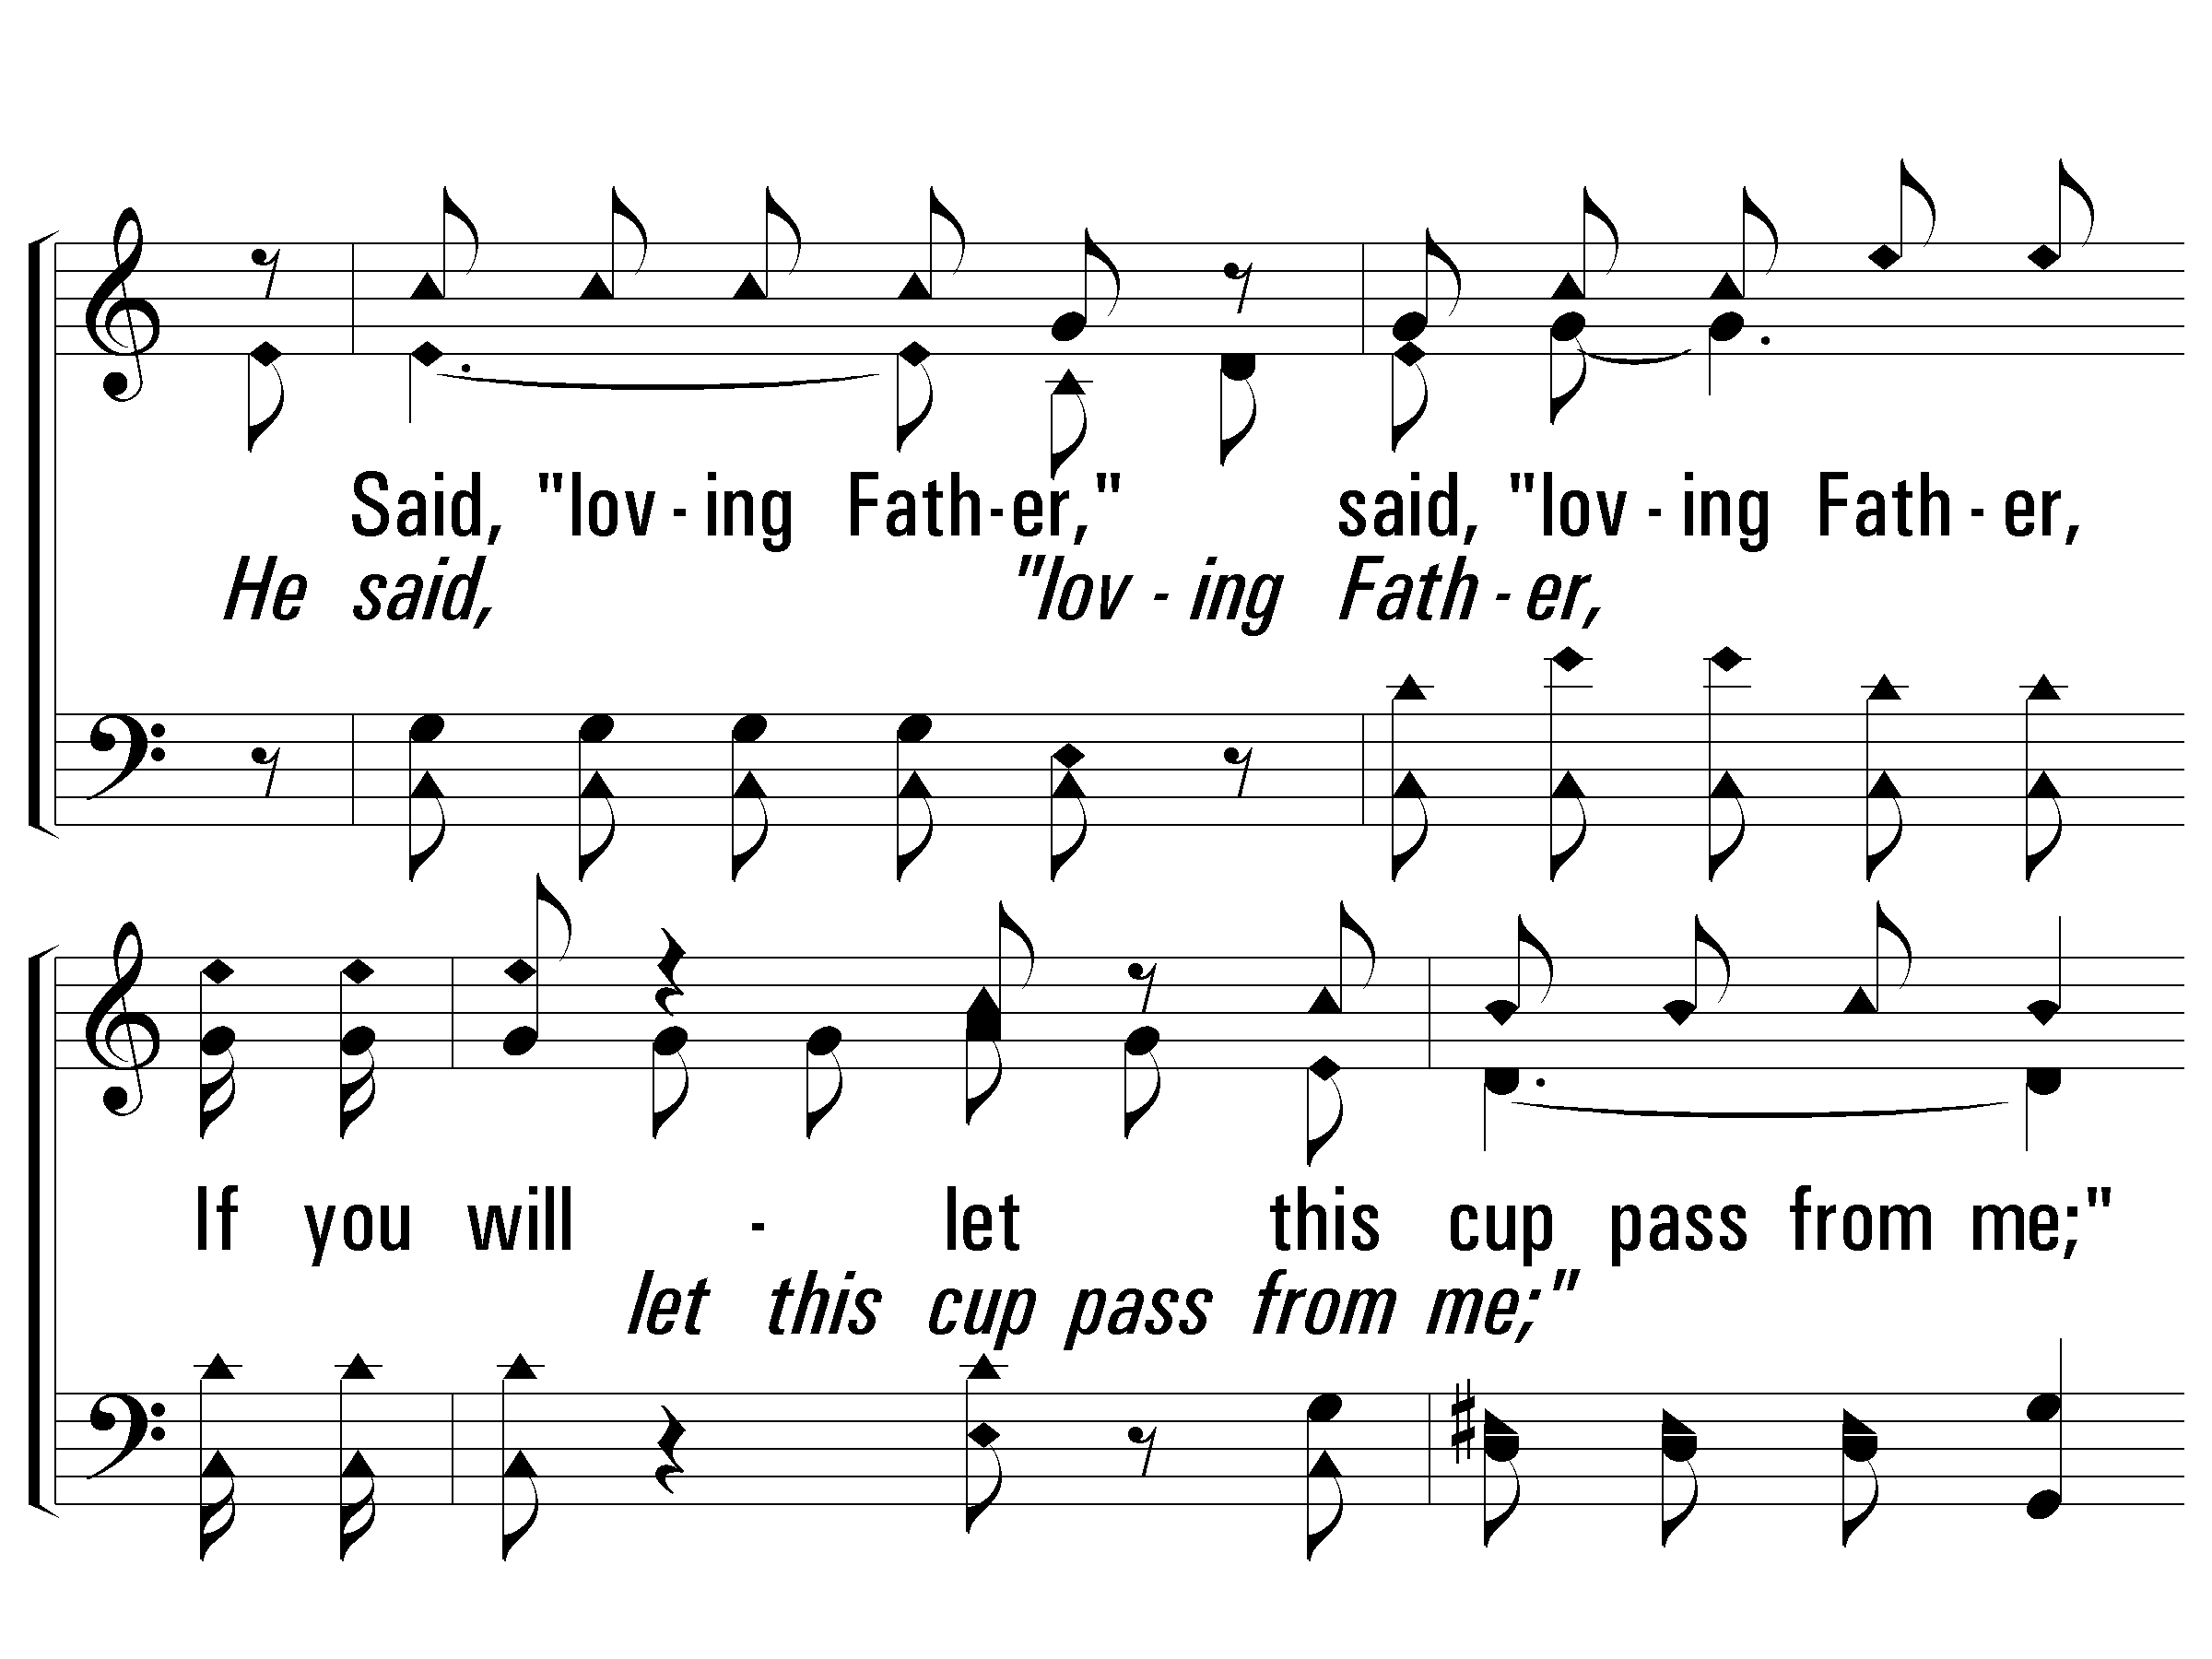 Said, "lov - ing Fath - er," said, "lov - ing Fath - er,
He said, "lov - ing Fath - er,
If you will - let this cup pass from me;"
let this cup pass from me;"